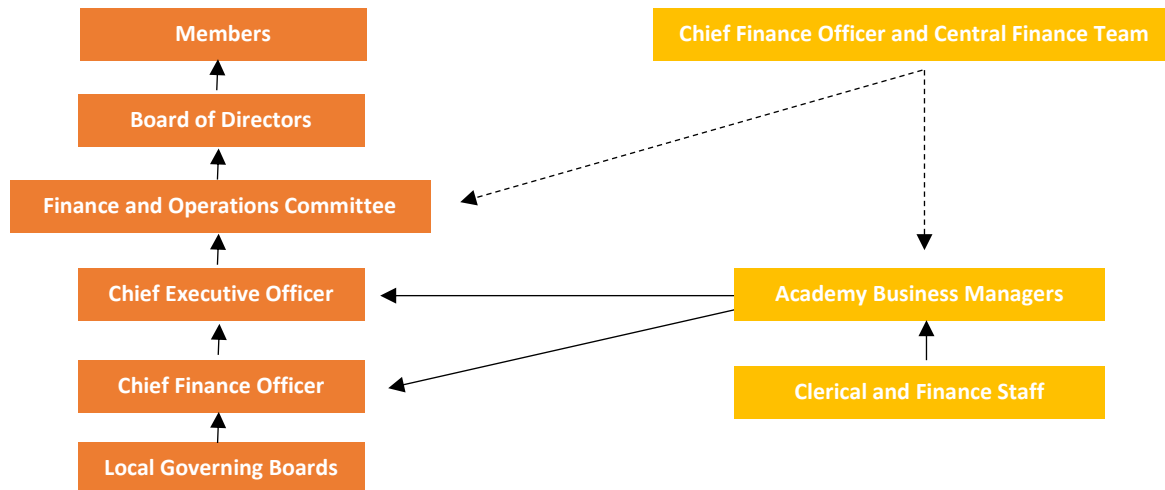 Members
Chief Finance Officer and Central Finance Team
Board of Directors
Finance and Operations Committee
Chief Executive Officer
Academy Business Managers
Chief Finance Officer
Clerical and Finance Staff
Local Governing Boards